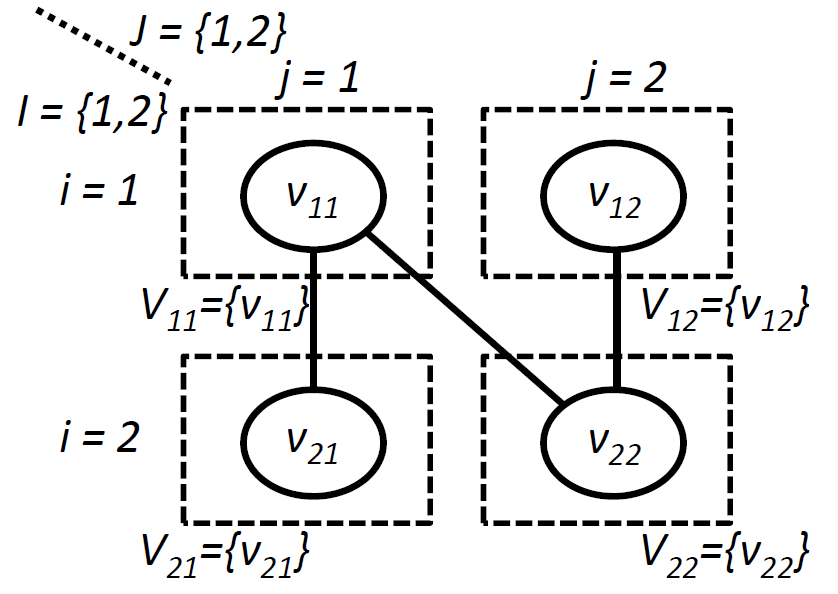 J = {1,2}
j = 1 j = 2
I = {1,2}
i = 1 v₁₁ v₁₂
V₁₁={v₁₁} V₁₂={v₁₂}
i = 2 v₂₁ v₂₂
V₂₁={v₂₁} V₂₂={v₂₂}